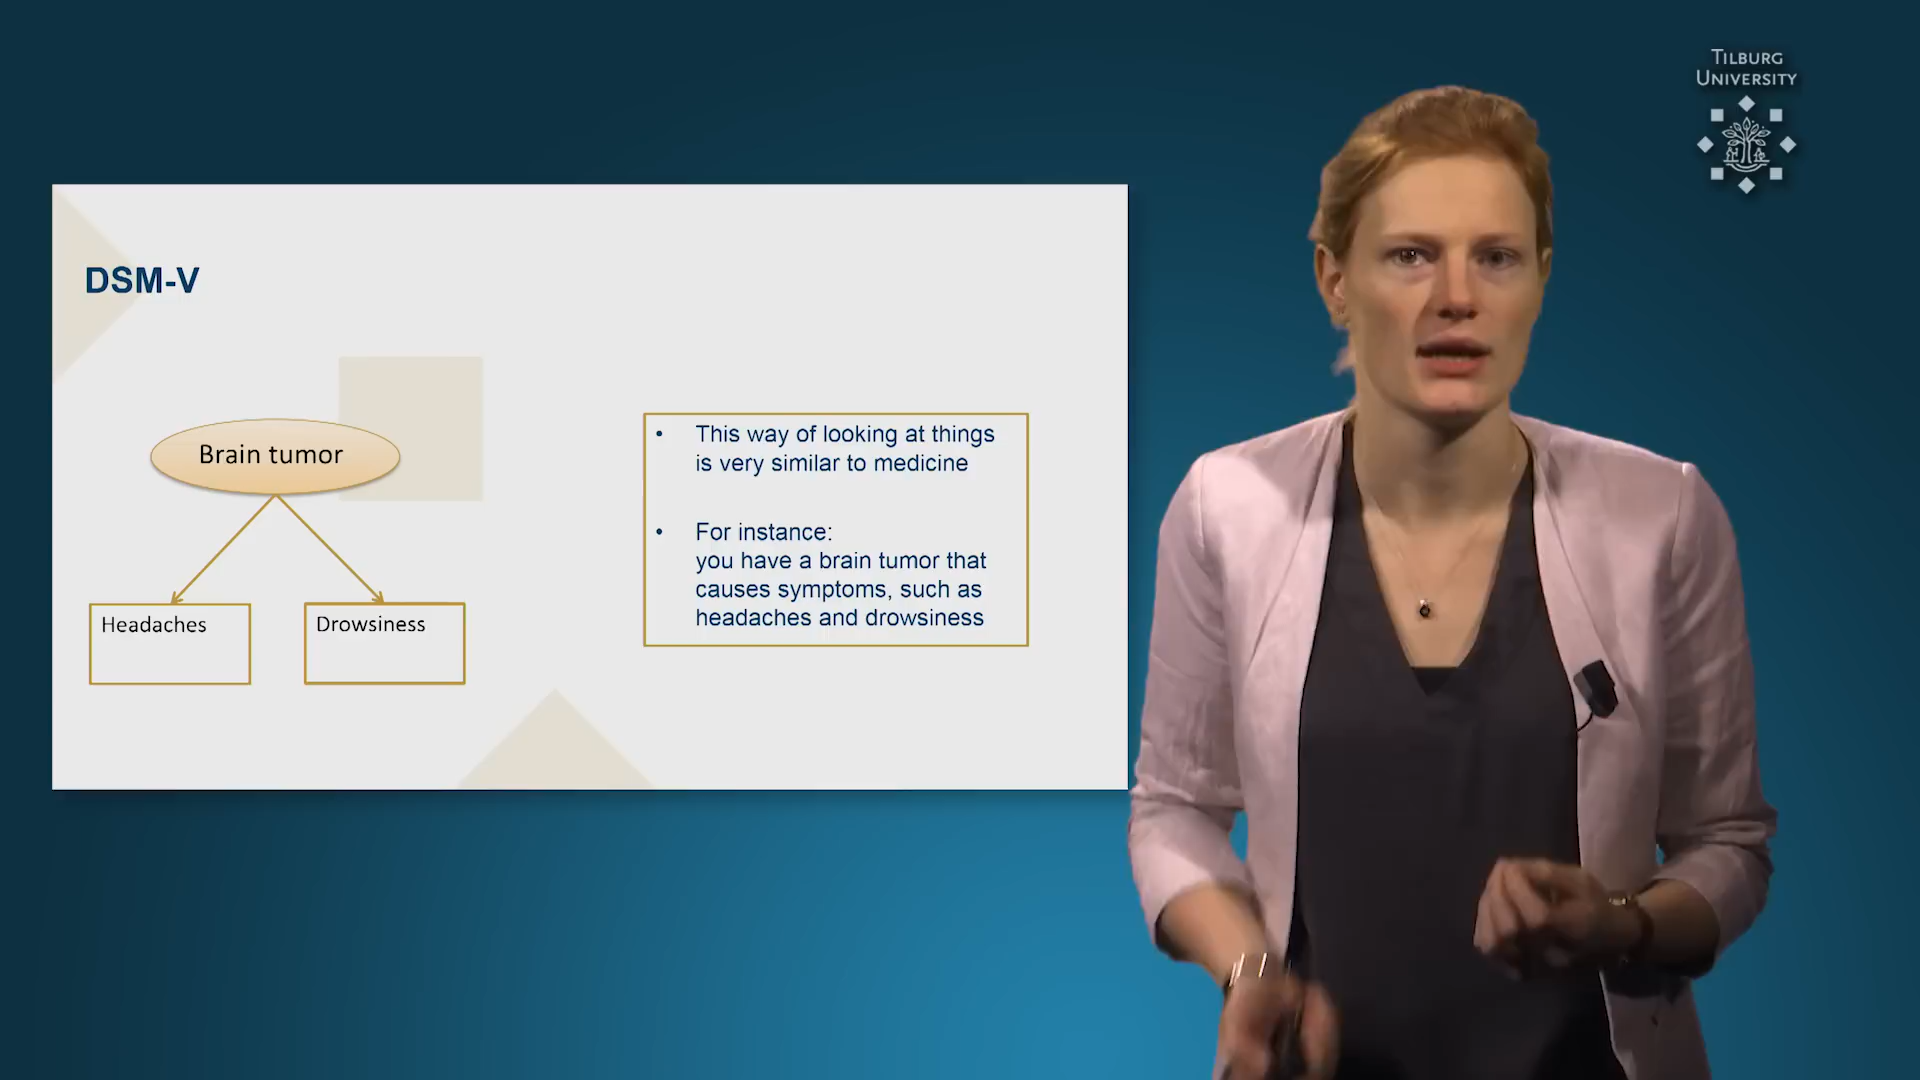 TILBURG
UNIVERSITY
DSM-V
Brain tumor
Headaches
Drowsiness
• This way of looking at things
is very similar to medicine
• For instance:
you have a brain tumor that
causes symptoms, such as
headaches and drowsiness